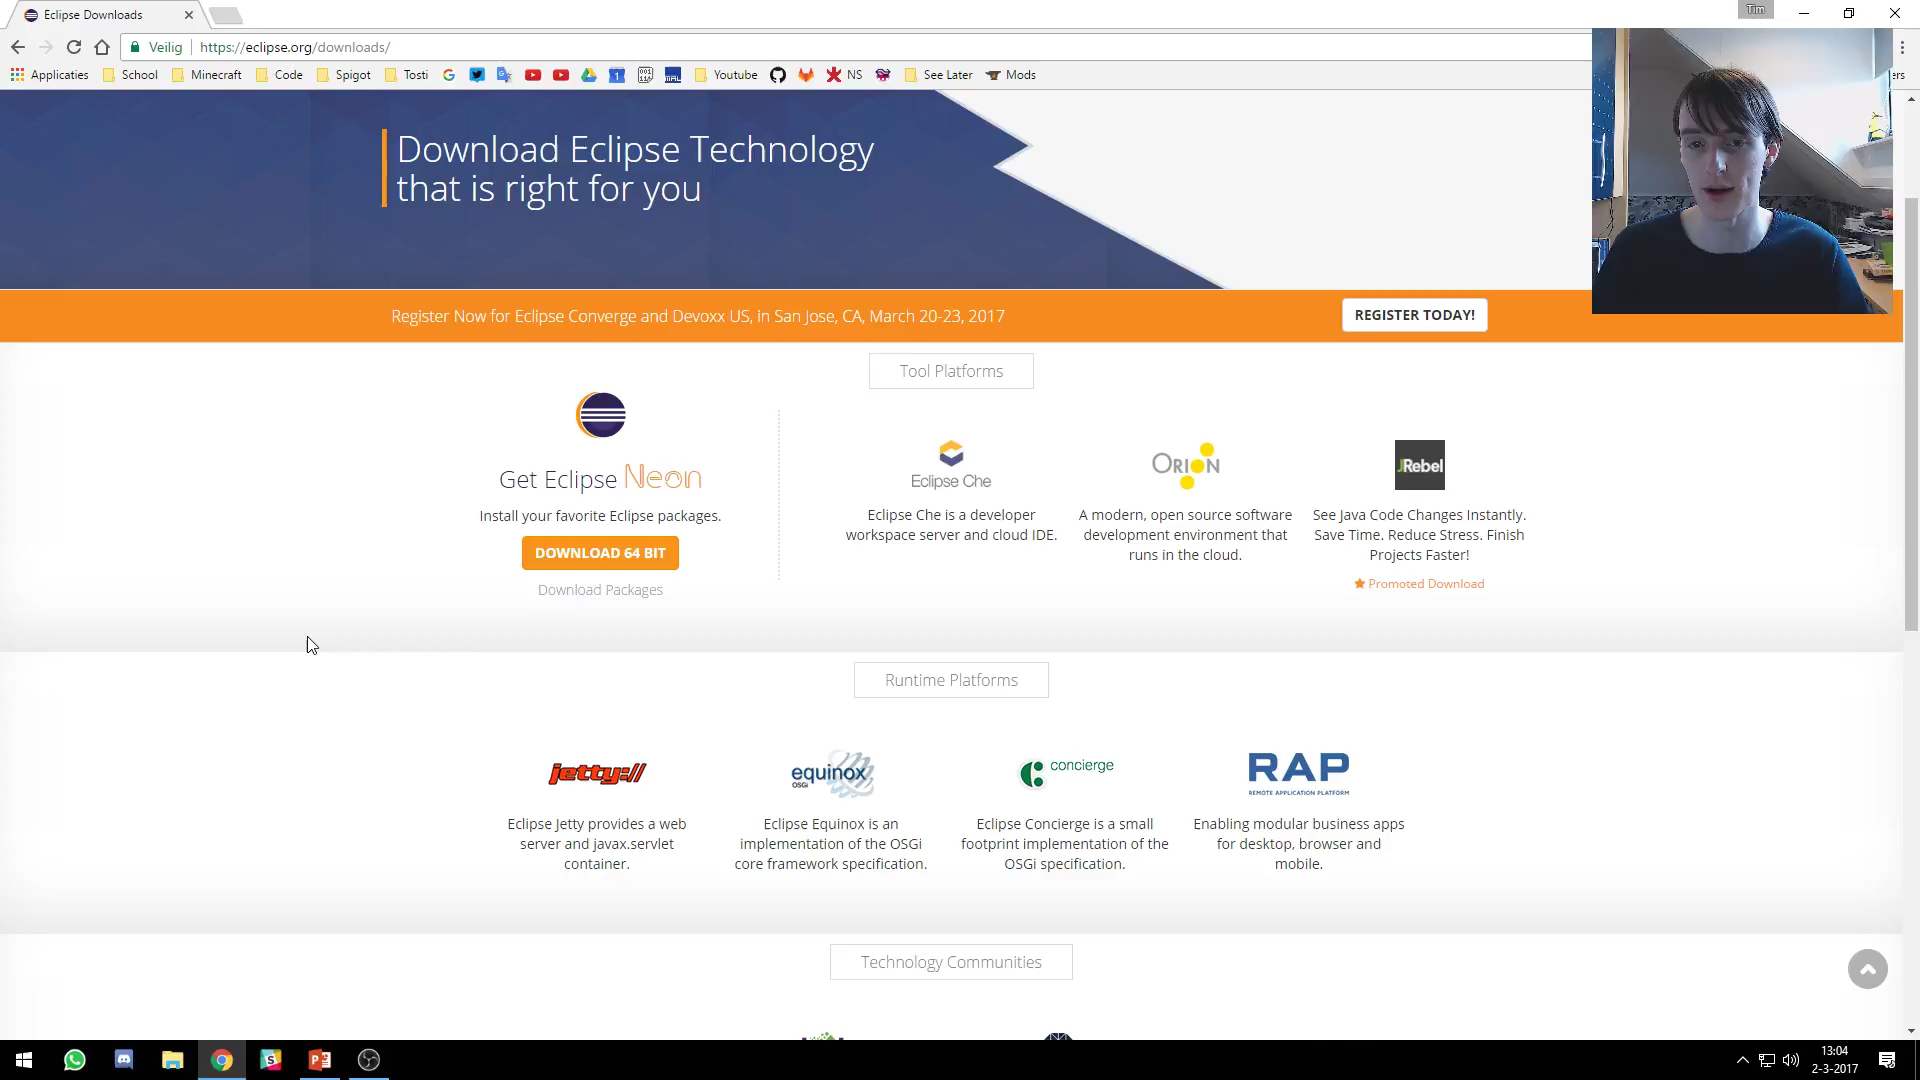 Eclipse Downloads
Tim
Veilig
https://eclipse.org/downloads/
Applicaties
School
Minecraft
Code
Spigot
Tosti
Youtube
NS
See Later
Mods
ers
Download Eclipse Technology
that is right for you
Register Now for Eclipse Converge and Devoxx US, in San Jose, CA, March 20-23, 2017
REGISTER TODAY!
Tool Platforms
Get Eclipse Neon
Install your favorite Eclipse packages.
DOWNLOAD 64 BIT
Download Packages
Eclipse Che
Eclipse Che is a developer
workspace server and cloud IDE.
ORION
A modern, open source software
development environment that
runs in the cloud.
JRebel
See Java Code Changes Instantly.
Save Time. Reduce Stress. Finish
Projects Faster!
Promoted Download
Runtime Platforms
jetty://
Eclipse Jetty provides a web
server and javax.servlet
container.
equinox
OSGi
Eclipse Equinox is an
implementation of the OSGi
core framework specification.
concierge
Eclipse Concierge is a small
footprint implementation of the
OSGi specification.
RAP
REMOTE APPLICATION PLATFORM
Enabling modular business apps
for desktop, browser and
mobile.
Technology Communities
13:04
2-3-2017